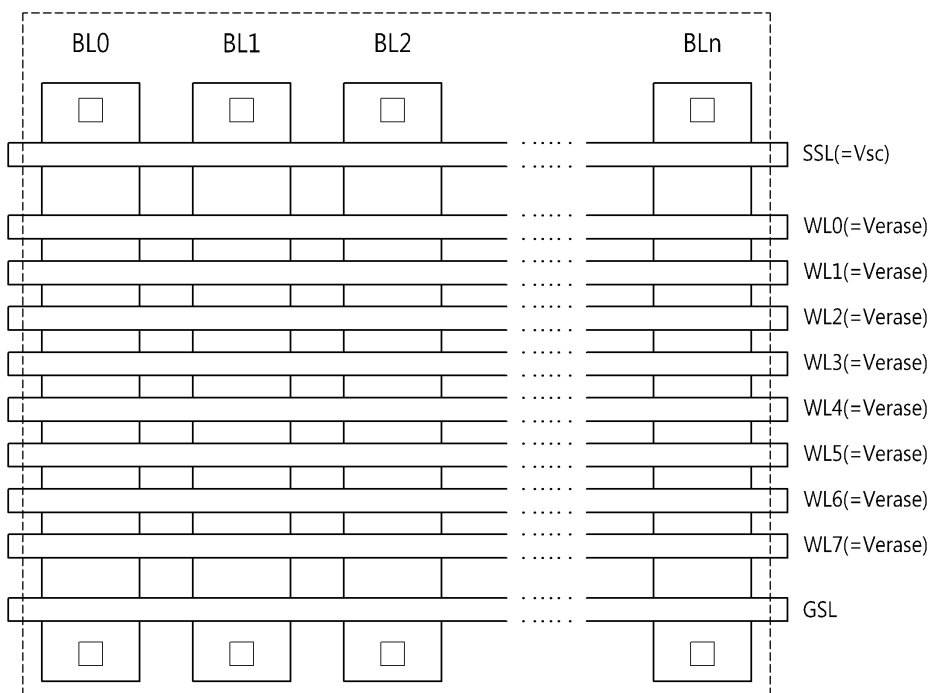 BL0 BL1 BL2 BLn
SSL(=Vsc)
WL0(=Verase)
WL1(=Verase)
WL2(=Verase)
WL3(=Verase)
WL4(=Verase)
WL5(=Verase)
WL6(=Verase)
WL7(=Verase)
GSL